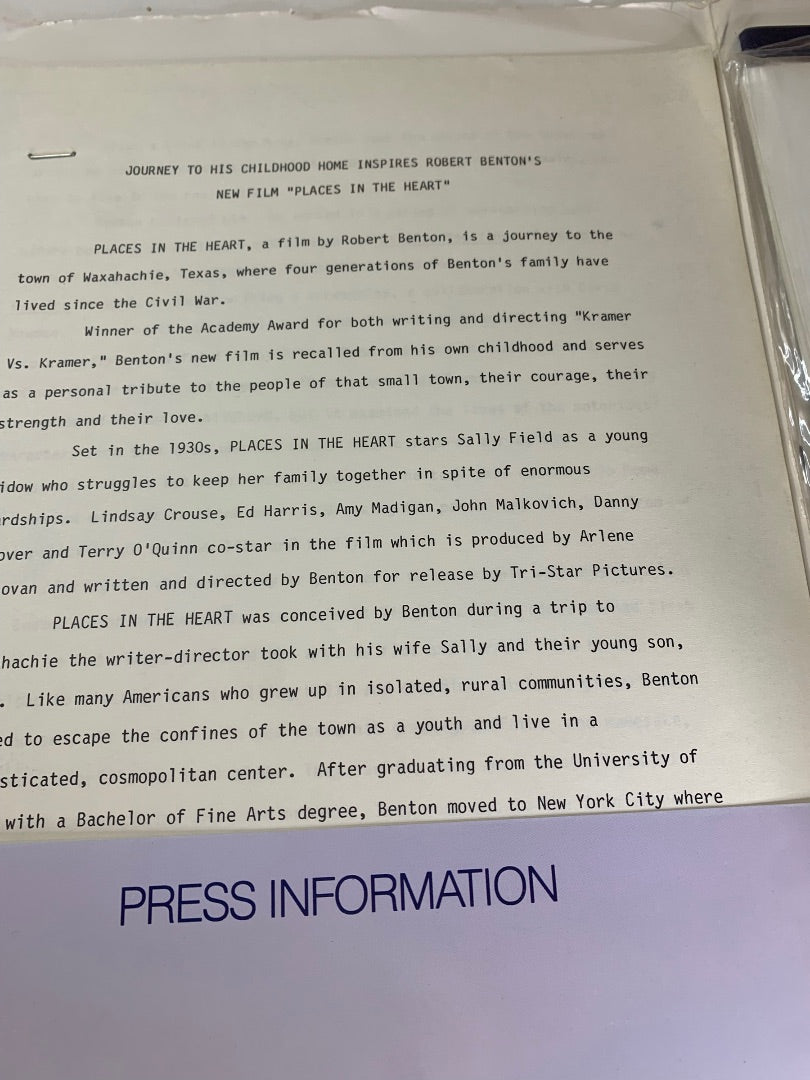 JOURNEY TO HIS CHILDHOOD HOME INSPIRES ROBERT BENTON'S
NEW FILM "PLACES IN THE HEART"
PLACES IN THE HEART, a film by Robert Benton, is a journey to the
town of Waxahachie, Texas, where four generations of Benton's family have
lived since the Civil War.
Winner of the Academy Award for both writing and directing "Kramer
Vs. Kramer," Benton's new film is recalled from his own childhood and serves
as a personal tribute to the people of that small town, their courage, their
strength and their love.
Set in the 1930s, PLACES IN THE HEART stars Sally Field as a young
idow who struggles to keep her family together in spite of enormous
rdships. Lindsay Crouse, Ed Harris, Amy Madigan, John Malkovich, Danny
over and Terry O'Quinn co-star in the film which is produced by Arlene
ovan and written and directed by Benton for release by Tri-Star Pictures.
PLACES IN THE HEART was conceived by Benton during a trip to
hachie the writer-director took with his wife Sally and their young son,
. Like many Americans who grew up in isolated, rural communities, Benton
ed to escape the confines of the town as a youth and live in a
sticated, cosmopolitan center. After graduating from the University of
with a Bachelor of Fine Arts degree, Benton moved to New York City where
PRESS INFORMATION